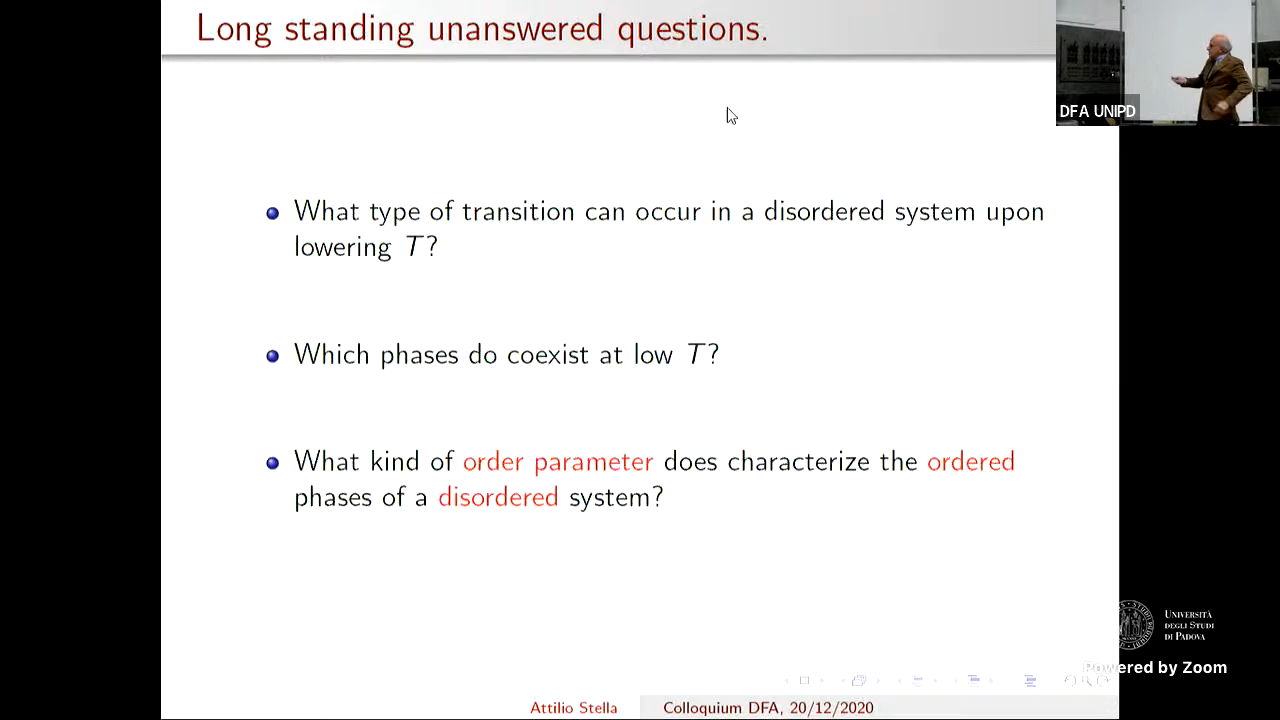 Long standing unanswered questions.
DFA UNIPD
What type of transition can occur in a disordered system upon
lowering T?
Which phases do coexist at low T?
What kind of order parameter does characterize the ordered
phases of a disordered system?
UNIVERSITÀ
DEGLI STUDI
DI PADOVA
Powered by Zoom
Attilio Stella
Colloquium DFA, 20/12/2020